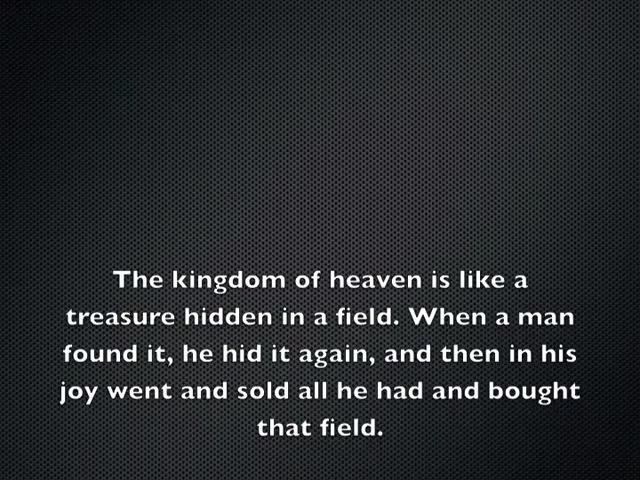 The kingdom of heaven is like a
treasure hidden in a field. When a man
found it, he hid it again, and then in his
joy went and sold all he had and bought
that field.